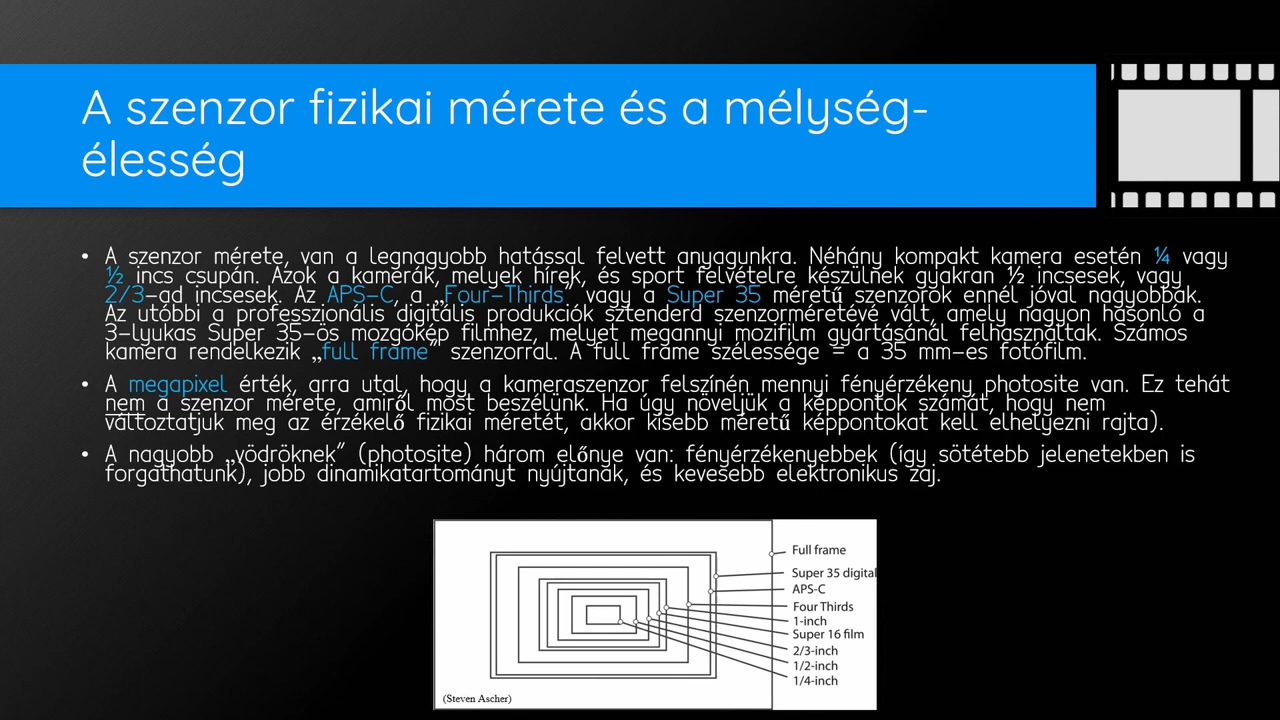 A szenzor fizikai mérete és a mélység-
élesség
• A szenzor mérete, van a legnagyobb hatással felvett anyagunkra. Néhány kompakt kamera esetén ¼ vagy
½ incs csupán. Azok a kamerák, melyek hírek, és sport felvételre készülnek gyakran ½ incsesek, vagy
2/3-ad incsesek. Az APS-C, a „Four-Thirds” vagy a Super 35 méretű szenzorok ennél jóval nagyobbak.
Az utóbbi a professzionális digitális produkciók sztenderd szenzorméretévé vált, amely nagyon hasonló a
3-lyukas Super 35-ös mozgókép filmhez, melyet megannyi mozifilm gyártásánál felhasználtak. Számos
kamera rendelkezik „full frame” szenzorral. A full frame szélessége = a 35 mm-es fotófilm.
• A megapixel érték, arra utal, hogy a kameraszenzor felszínén mennyi fényérzékeny photosite van. Ez tehát
nem a szenzor mérete, amiről most beszélünk. Ha úgy növeljük a képpontok számát, hogy nem
változtatjuk meg az érzékelő fizikai méretét, akkor kisebb méretű képpontokat kell elhelyezni rajta).
• A nagyobb „vödröknek” (photosite) három előnye van: fényérzékenyebbek (így sötétebb jelenetekben is
forgathatunk), jobb dinamikatartományt nyújtanak, és kevesebb elektronikus zaj.
Full frame
Super 35 digital
APS-C
Four Thirds
1-inch
Super 16 film
2/3-inch
1/2-inch
1/4-inch
(Steven Ascher)